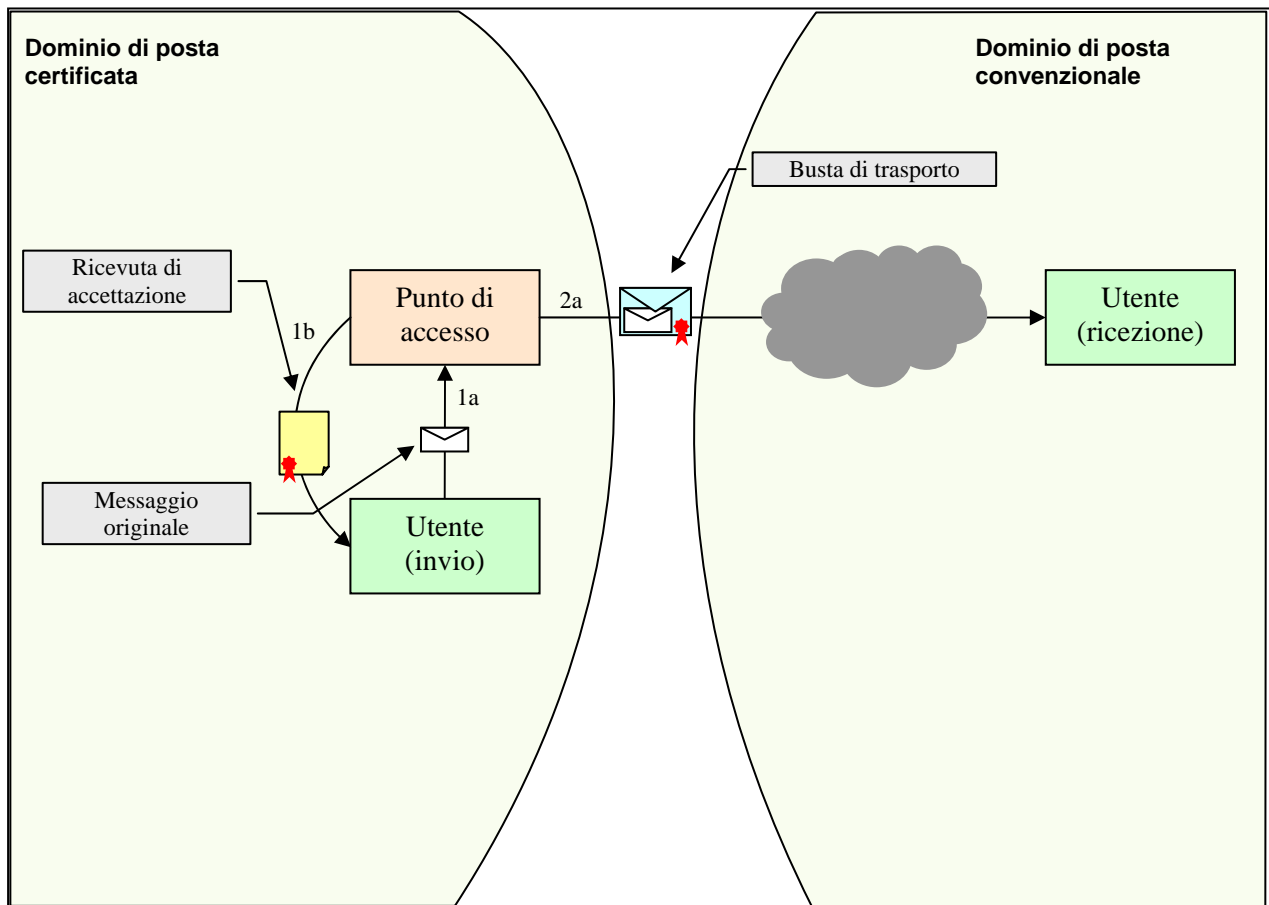 Dominio di posta
certificata
Dominio di posta
convenzionale
Busta di trasporto
Ricevuta di
accettazione
1b
Punto di
accesso
2a
Utente
(ricezione)
1a
Messaggio
originale
Utente
(invio)